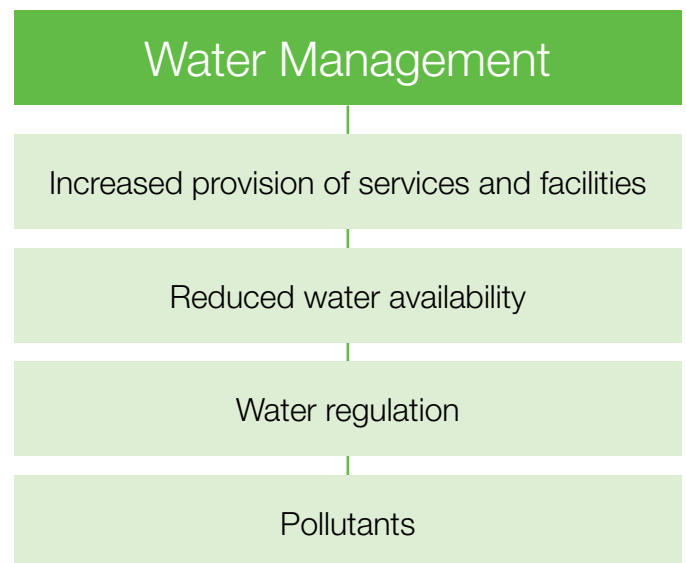 Water Management
Increased provision of services and facilities
Reduced water availability
Water regulation
Pollutants